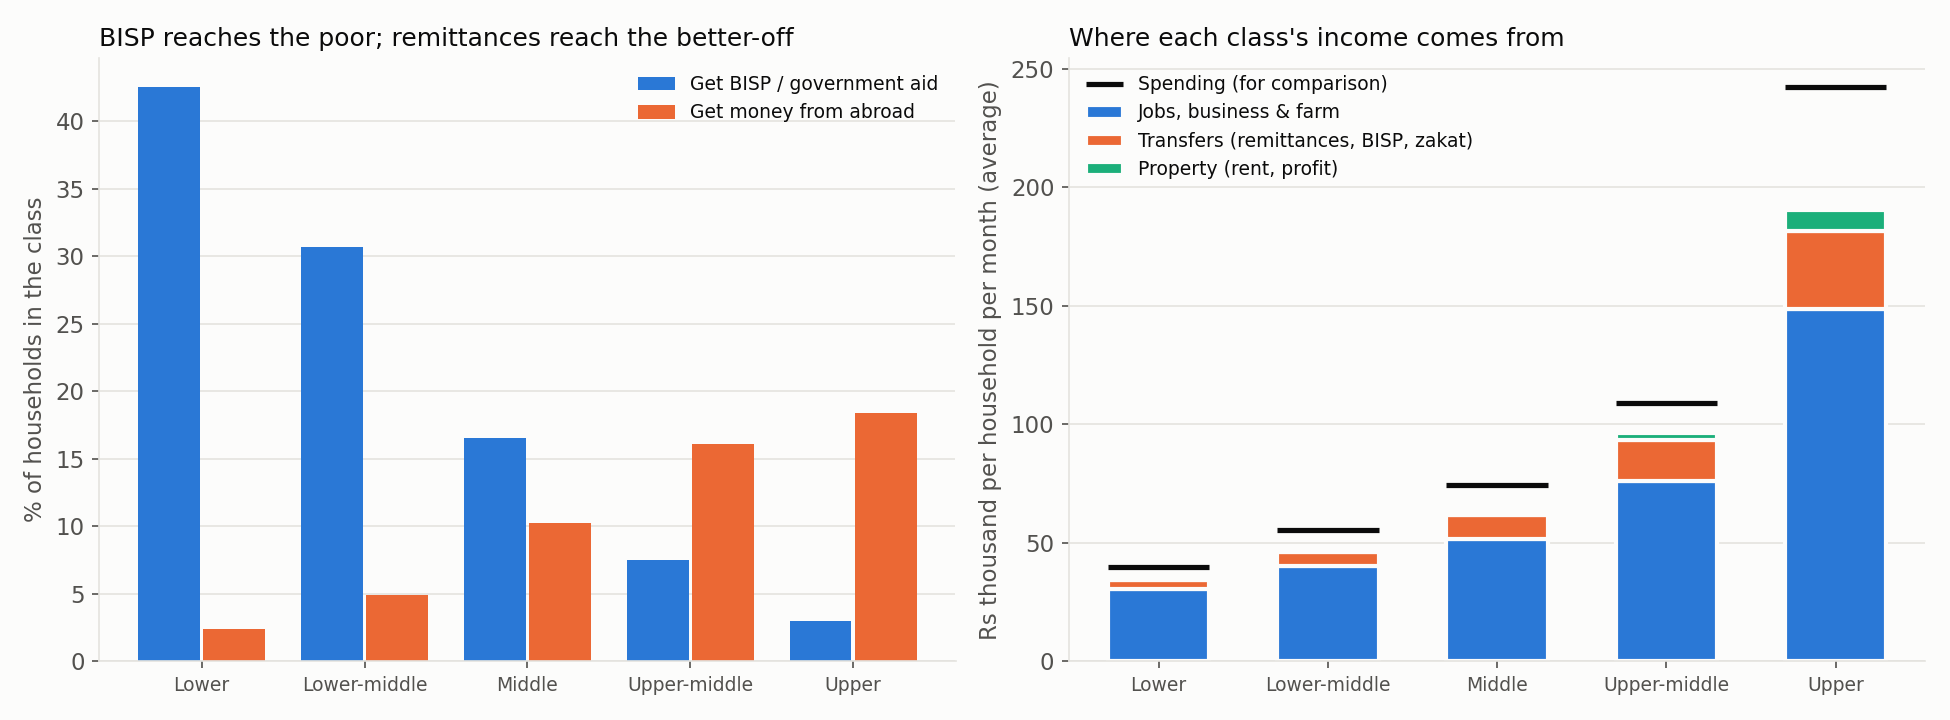 BISP reaches the poor; remittances reach the better-off
% of households in the class
40
35
30
25
20
15
10
5
0
Get BISP / government aid
Get money from abroad
Lower
Lower-middle
Middle
Upper-middle
Upper
Where each class's income comes from
Rs thousand per household per month (average)
250
200
150
100
50
0
Spending (for comparison)
Jobs, business & farm
Transfers (remittances, BISP, zakat)
Property (rent, profit)
Lower
Lower-middle
Middle
Upper-middle
Upper